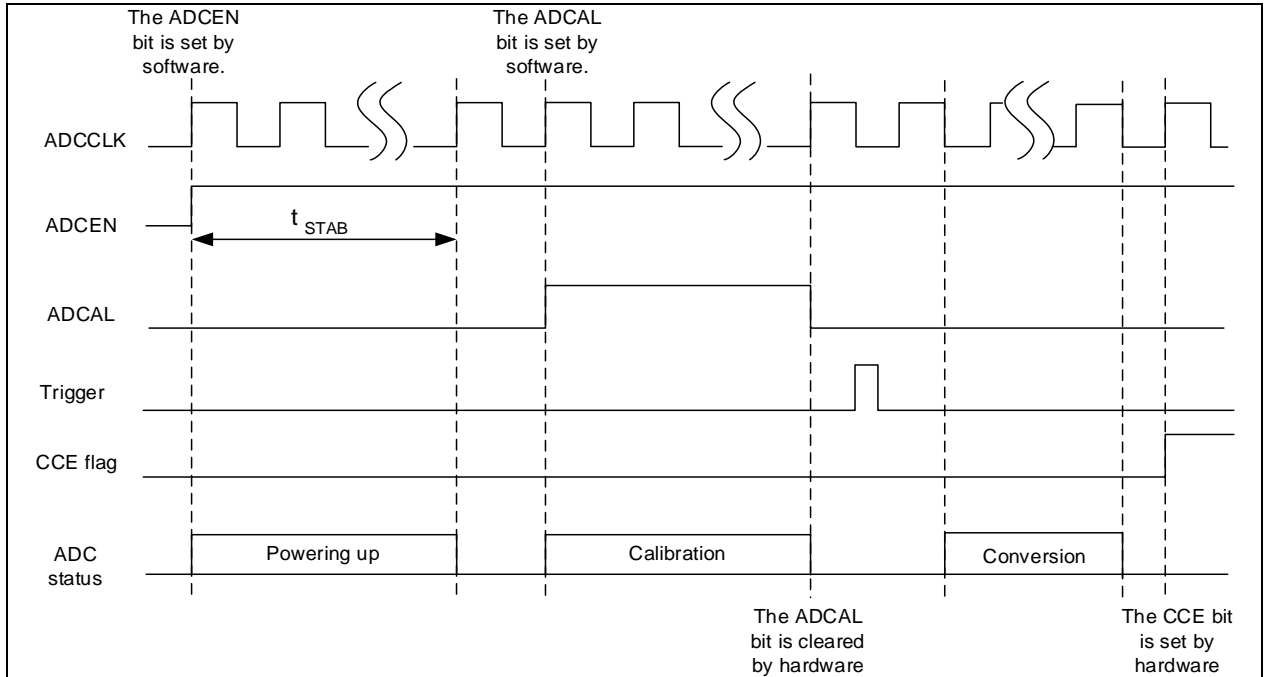 The ADCEN
bit is set by
software.
The ADCAL
bit is set by
software.
ADCCLK
ADCEN
t STAB
ADCAL
Trigger
CCE flag
ADC
status
Powering up
Calibration
Conversion
The ADCAL
bit is cleared
by hardware
The CCE bit
is set by
hardware